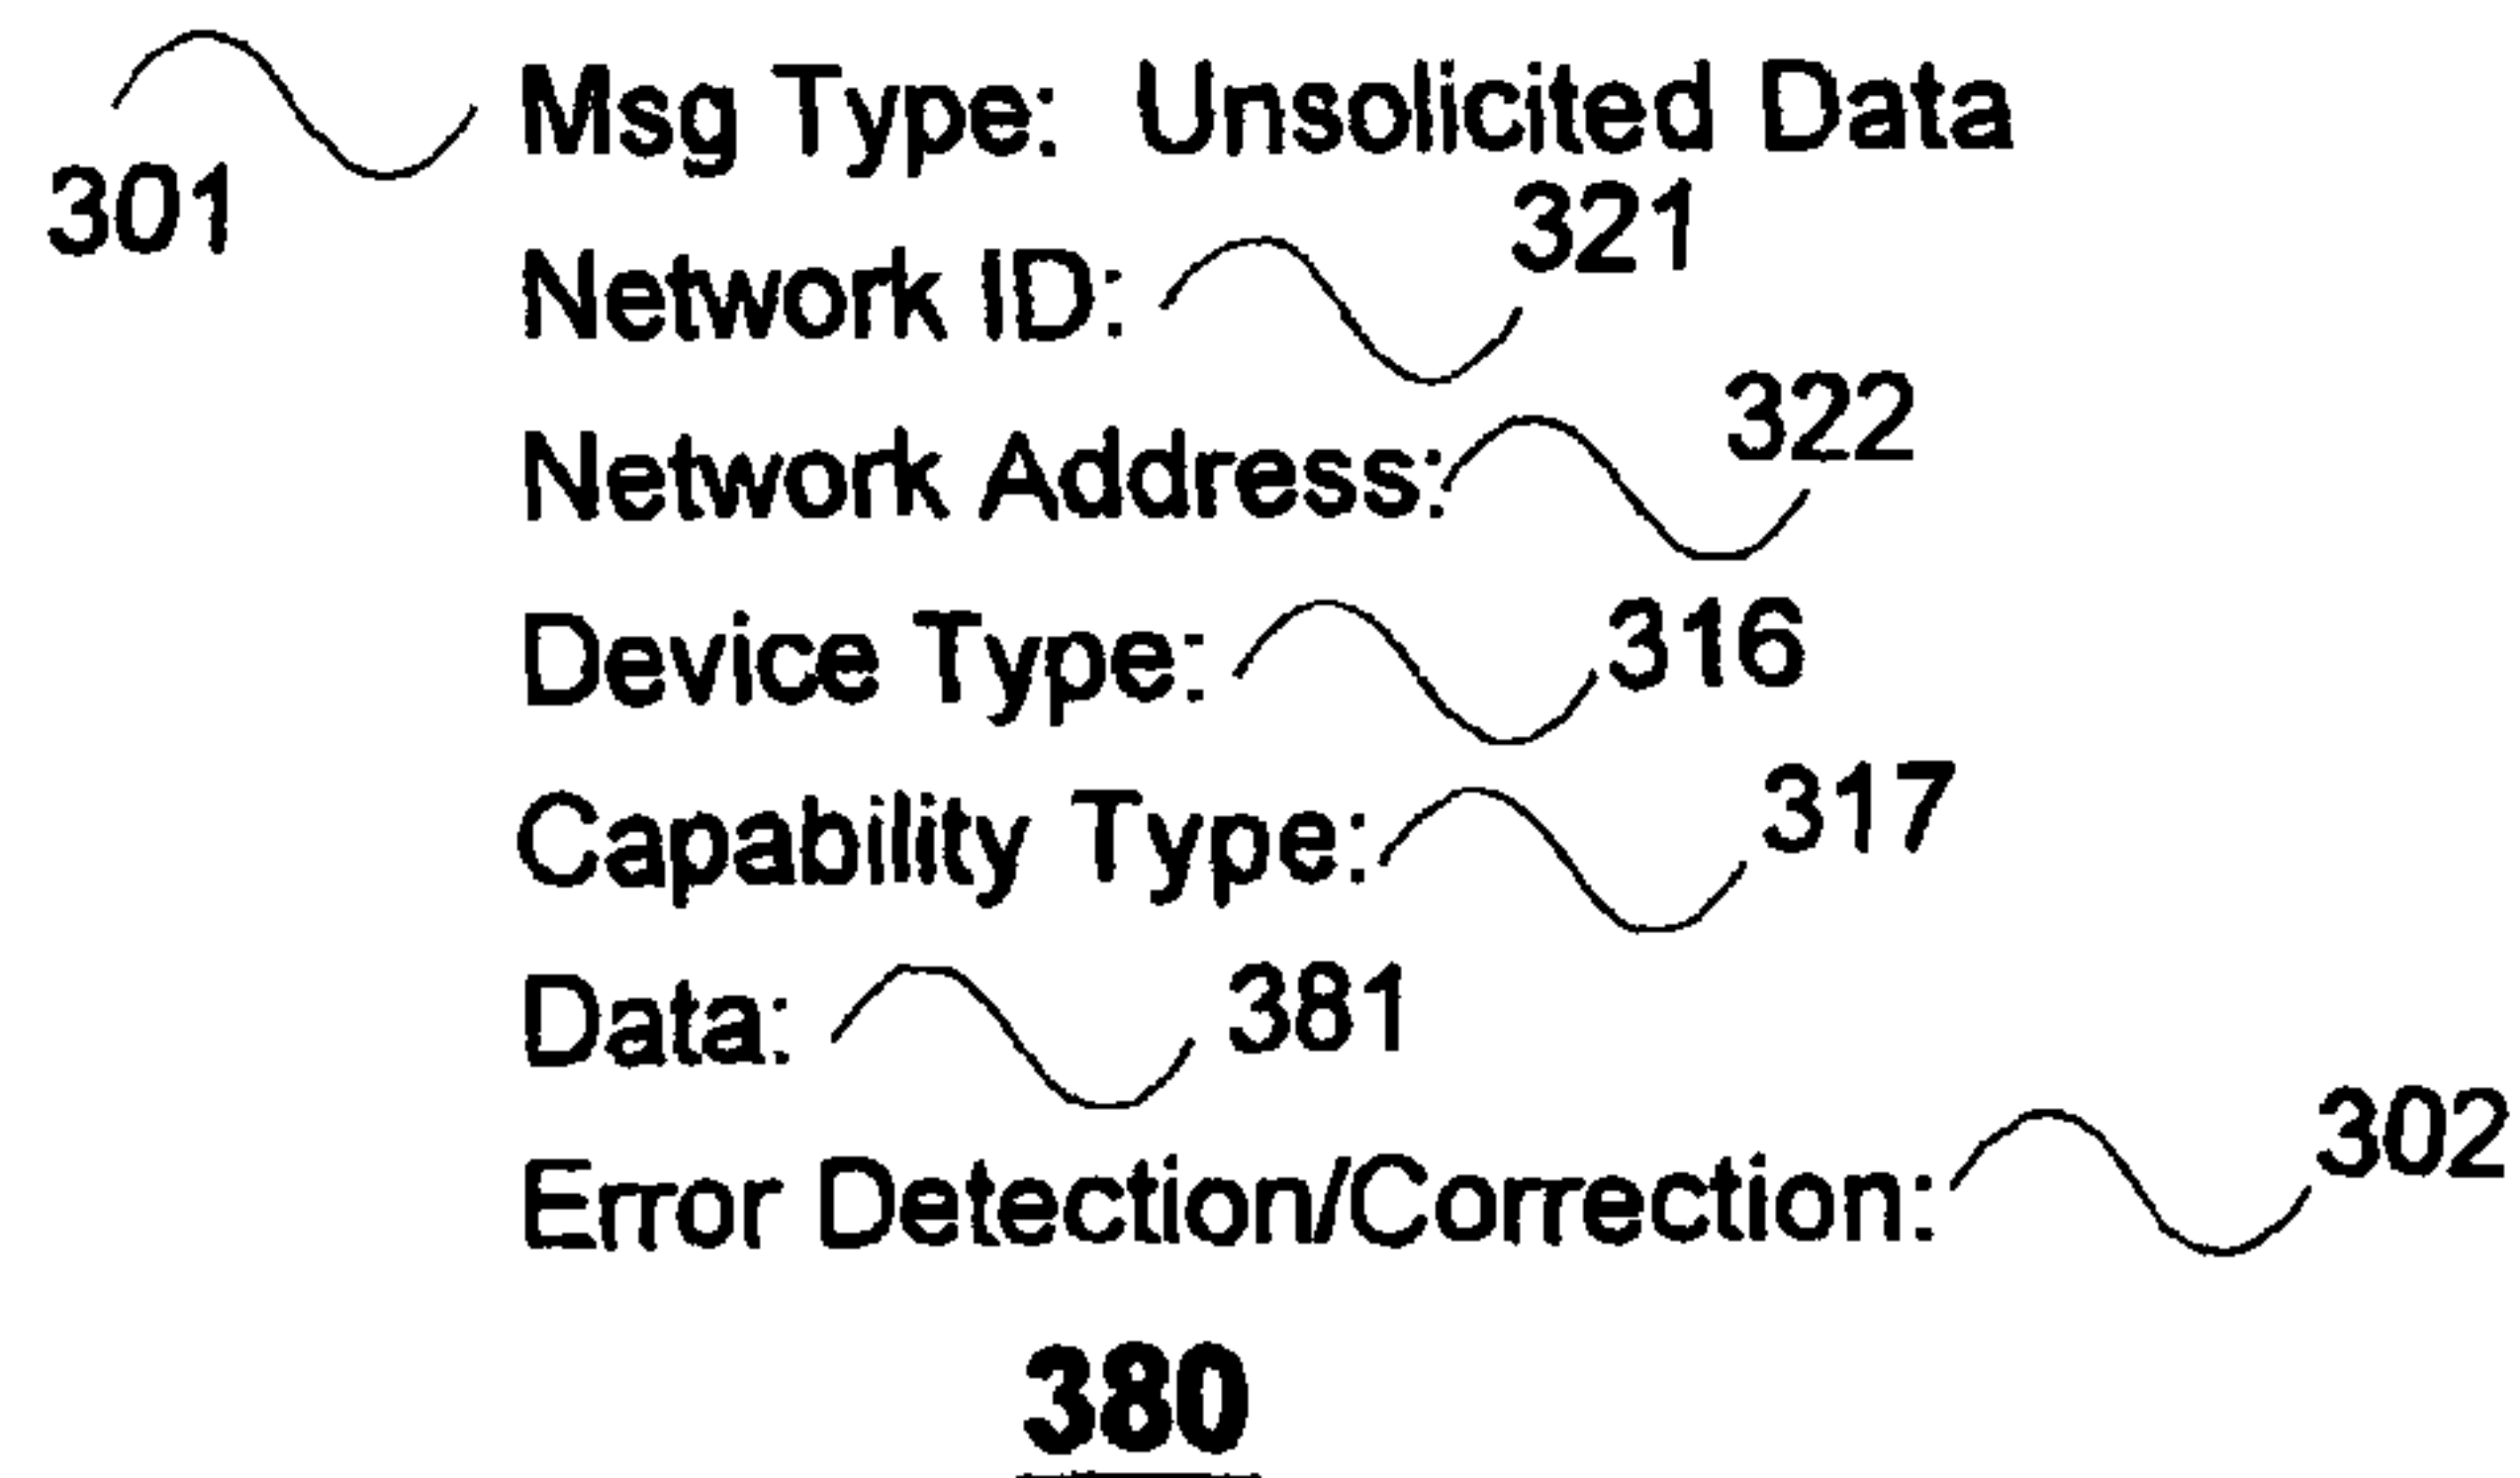 Msg Type: Unsolicited Data
301
321
Network ID:
322
Network Address:
Device Type: 316
Capability Type: 317
Data: 381
302
Error Detection/Correction:
380